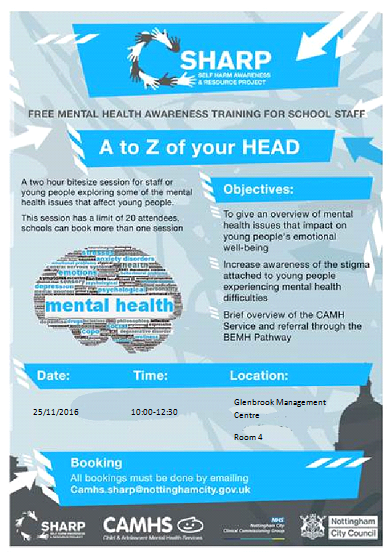 SHARP
SELF HARM AWARENESS
& RESOURCE PROJECT
FREE MENTAL HEALTH AWARENESS TRAINING FOR SCHOOL STAFF
A to Z of your HEAD
A two hour bitesize session for staff or
young people exploring some of the mental
health issues that affect young people.
This session has a limit of 20 attendees,
schools can book more than one session
Objectives:
To give an overview of mental
health issues that impact on
young people's emotional
well-being
Increase awareness of the stigma
attached to young people
experiencing mental health
difficulties
Brief overview of the CAMH
Service and referral through the
BEMH Pathway
anxiety disorders
emotions
psychological
mental health
social
Date:
Time:
Location:
25/11/2016
10:00-12:30
Glenbrook Management
Centre
Room 4
Booking
All bookings must be done by emailing
Camhs.sharp@nottinghamcity.gov.uk
SHARP
SELF HARM AWARENESS
& RESOURCE PROJECT
CAMHS
Child & Adolescent Mental Health Services
NHS
Nottingham City
Clinical Commissioning Group
Nottingham
City Council